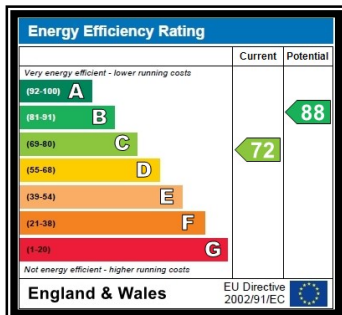 Energy Efficiency Rating
Current Potential
Very energy efficient - lower running costs
(92-100) A
(81-91) B
88
(69-80) C
72
(55-68) D
(39-54) E
(21-38) F
(1-20) G
Not energy efficient - higher running costs
England & Wales
EU Directive
2002/91/EC